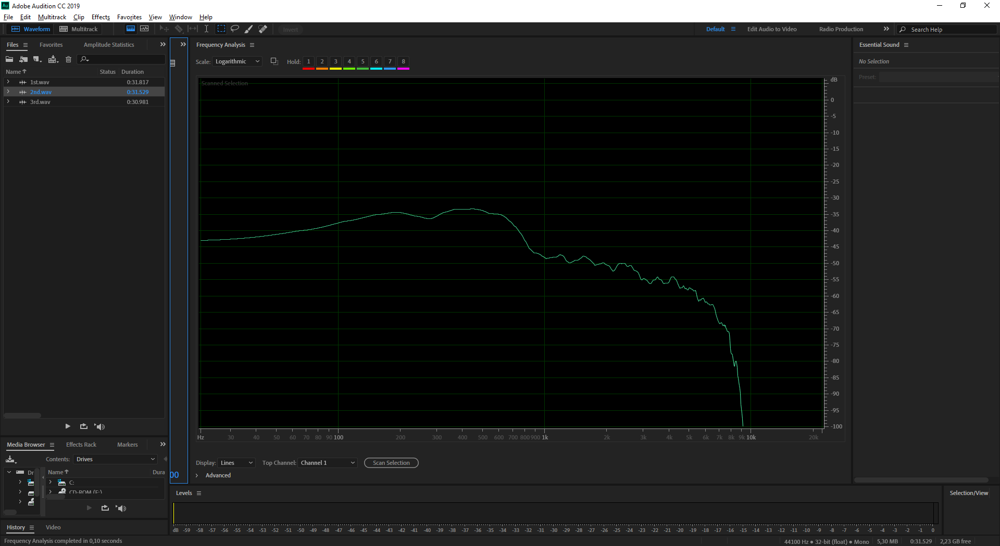 Au Adobe Audition CC 2019
File Edit Multitrack Clip Effects Favorites View Window Help
Waveform Multitrack Invert Default Edit Audio to Video Radio Production Search Help
Files Favorites Amplitude Statistics
Name Status Duration
1st.wav 0:31.817
2nd.wav 0:31.529
3rd.wav 0:30.981
Frequency Analysis
Scale: Logarithmic Hold: 1 2 3 4 5 6 7 8
Scanned Selection
dB
0
-5
-10
-15
-20
-25
-30
-35
-40
-45
-50
-55
-60
-65
-70
-75
-80
-85
-90
-95
-100
Hz 30 40 50 60 70 80 90 100 200 300 400 500 600 700 800 900 1k 2k 3k 4k 5k 6k 7k 8k 9k 10k 20k
Display: Lines Top Channel: Channel 1 Scan Selection
Advanced
00
Essential Sound
No Selection
Preset:
Media Browser Effects Rack Markers
Contents: Drives
Dr Name Dura
C:
CD-ROM (E:)
History Video
Levels
dB -59 -58 -57 -56 -55 -54 -53 -52 -51 -50 -49 -48 -47 -46 -45 -44 -43 -42 -41 -40 -39 -38 -37 -36 -35 -34 -33 -32 -31 -30 -29 -28 -27 -26 -25 -24 -23 -22 -21 -20 -19 -18 -17 -16 -15 -14 -13 -12 -11 -10 -9 -8 -7 -6 -5 -4 -3 -2 -1 0
Selection/View
Frequency Analysis completed in 0,10 seconds
44100 Hz ● 32-bit (float) ● Mono 5,30 MB 0:31.529 2,23 GB free